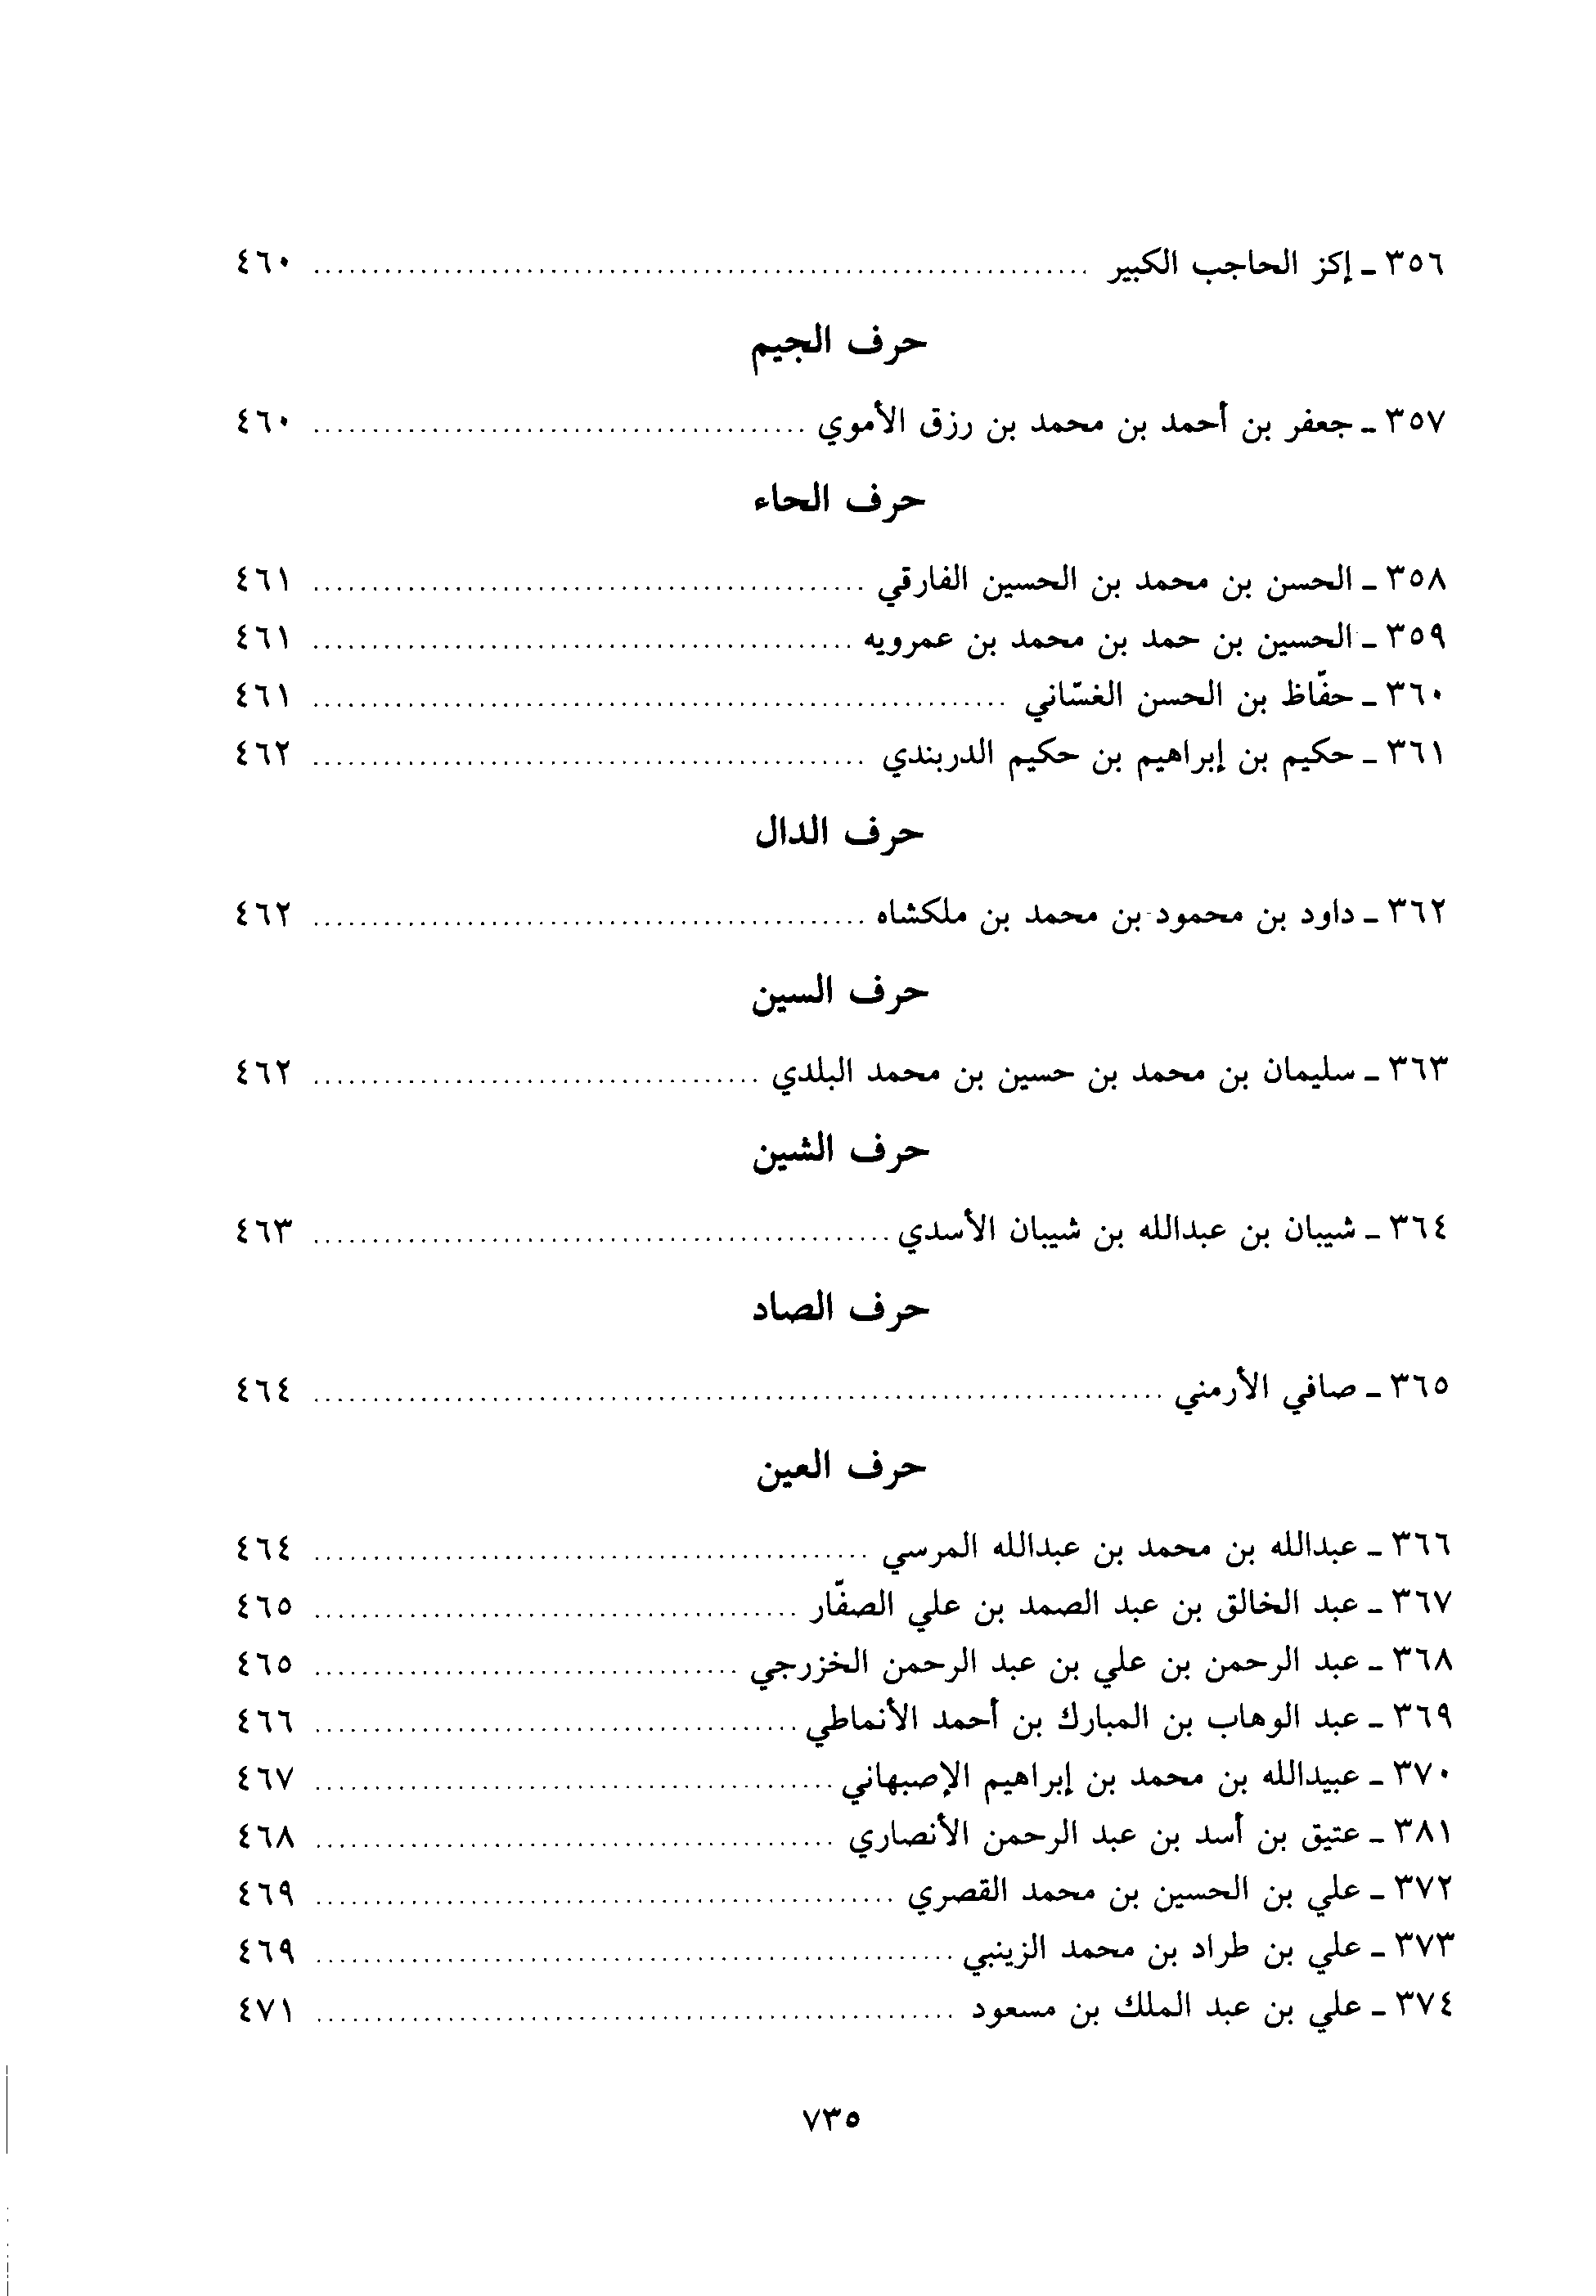 ٣٥٦ - إكز الحاجب الكبير ........ ٤٦٠
حرف الجيم
٣٥٧ - جعفر بن أحمد بن محمد بن رزق الأموي ........ ٤٦٠
حرف الحاء
٣٥٨ - الحسن بن محمد بن الحسين الفارقي ........ ٤٦١
٣٥٩ - الحسين بن حمد بن محمد بن عمرويه ........ ٤٦١
٣٦٠ - حفّاظ بن الحسن الغسّاني ........ ٤٦١
٣٦١ - حكيم بن إبراهيم بن حكيم الدربندي ........ ٤٦٢
حرف الدال
٣٦٢ - داود بن محمود بن محمد بن ملكشاه ........ ٤٦٢
حرف السين
٣٦٣ - سليمان بن محمد بن حسين بن محمد البلدي ........ ٤٦٢
حرف الشين
٣٦٤ - شيبان بن عبدالله بن شيبان الأسدي ........ ٤٦٣
حرف الصاد
٣٦٥ - صافي الأرمني ........ ٤٦٤
حرف العين
٣٦٦ - عبدالله بن محمد بن عبدالله المرسي ........ ٤٦٤
٣٦٧ - عبد الخالق بن عبد الصمد بن علي الصفّار ........ ٤٦٥
٣٦٨ - عبد الرحمن بن علي بن عبد الرحمن الخزرجي ........ ٤٦٥
٣٦٩ - عبد الوهاب بن المبارك بن أحمد الأنماطي ........ ٤٦٦
٣٧٠ - عبيدالله بن محمد بن إبراهيم الإصبهاني ........ ٤٦٧
٣٨١ - عتيق بن أسد بن عبد الرحمن الأنصاري ........ ٤٦٨
٣٧٢ - علي بن الحسين بن محمد القصري ........ ٤٦٩
٣٧٣ - علي بن طراد بن محمد الزينبي ........ ٤٦٩
٣٧٤ - علي بن عبد الملك بن مسعود ........ ٤٧١
٧٣٥